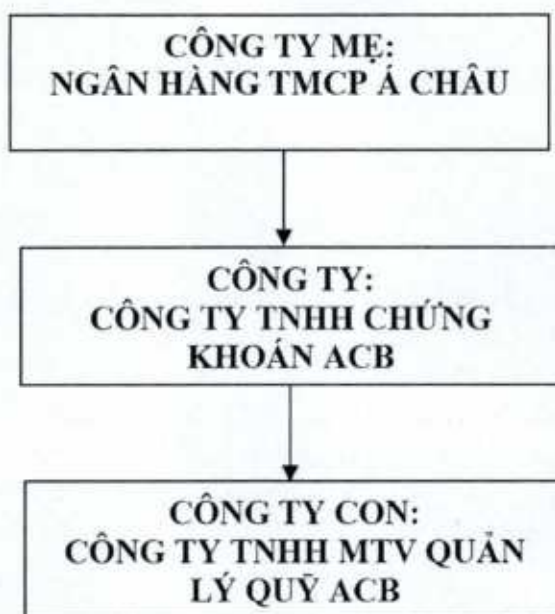 CÔNG TY MẸ:
NGÂN HÀNG TMCP Á CHÂU
CÔNG TY:
CÔNG TY TNHH CHỨNG
KHOÁN ACB
CÔNG TY CON:
CÔNG TY TNHH MTV QUẢN
LÝ QUỸ ACB